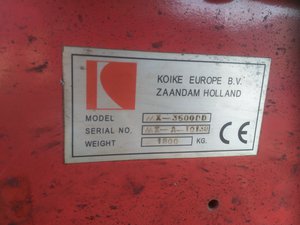 KOIKE EUROPE B.V.
ZAANDAM HOLLAND
MODEL
SERIAL NO.
WEIGHT 1800 KG.
CE